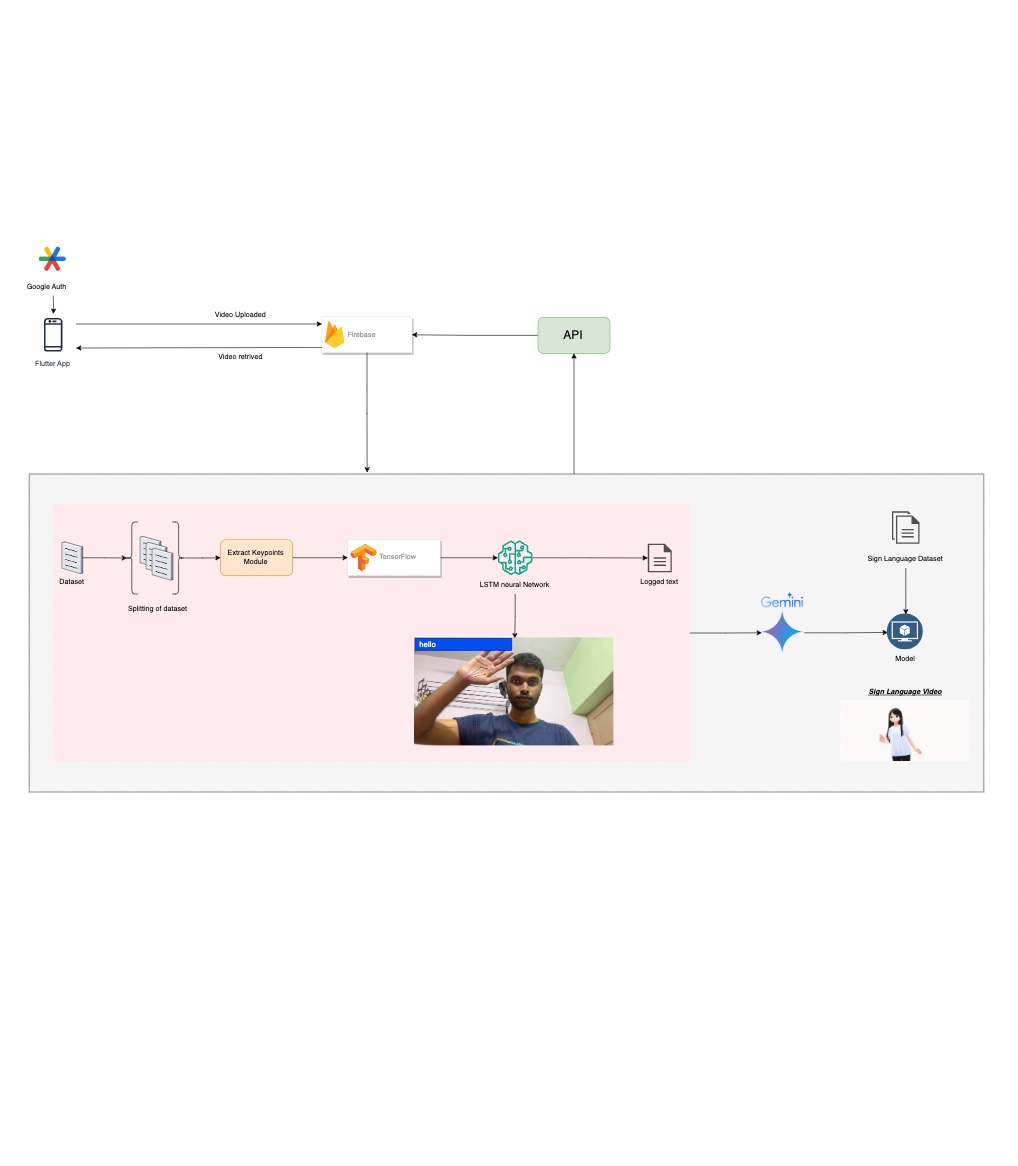 Google Auth
Video Uploaded
Firebase
API
Video retrived
Flutter App
Sign Language Dataset
Extract Keypoints
Module
TensorFlow
Dataset
LSTM neural Network
Logged text
Splitting of dataset
Gemini
hello
Model
Sign Language Video